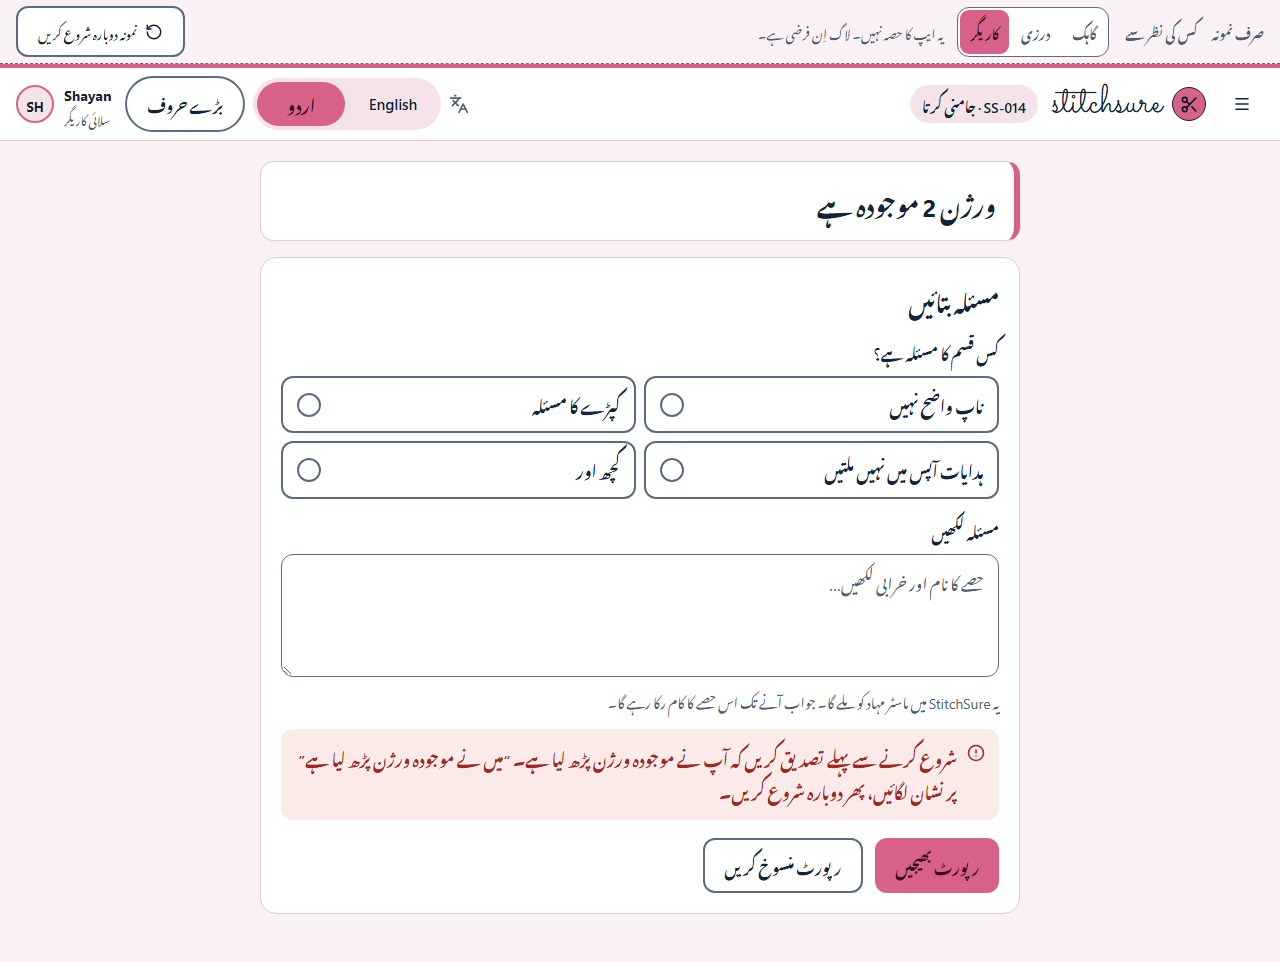 صرف نمونہ کس کی نظر سے گاہک درزی کاریگر یہ ایپ کا حصہ نہیں۔ لاگ اِن فرضی ہے۔ نمونہ دوبارہ شروع کریں
stitchsure SS-014 · جامنی کرتا English اردو بڑے حروف Shayan SH
سلائی کاریگر
ورژن 2 موجودہ ہے
مسئلہ بتائیں
کس قسم کا مسئلہ ہے؟
ناپ واضح نہیں کپڑے کا مسئلہ
ہدایات آپس میں نہیں ملتیں کچھ اور
مسئلہ لکھیں
حصے کا نام اور خرابی لکھیں...
یہ StitchSure میں ماسٹر مہاد کو ملے گا۔ جواب آنے تک اس حصے کا کام رکا رہے گا۔
شروع کرنے سے پہلے تصدیق کریں کہ آپ نے موجودہ ورژن پڑھ لیا ہے۔ ”میں نے موجودہ ورژن پڑھ لیا ہے“
پر نشان لگائیں، پھر دوبارہ شروع کریں۔
رپورٹ بھیجیں رپورٹ منسوخ کریں